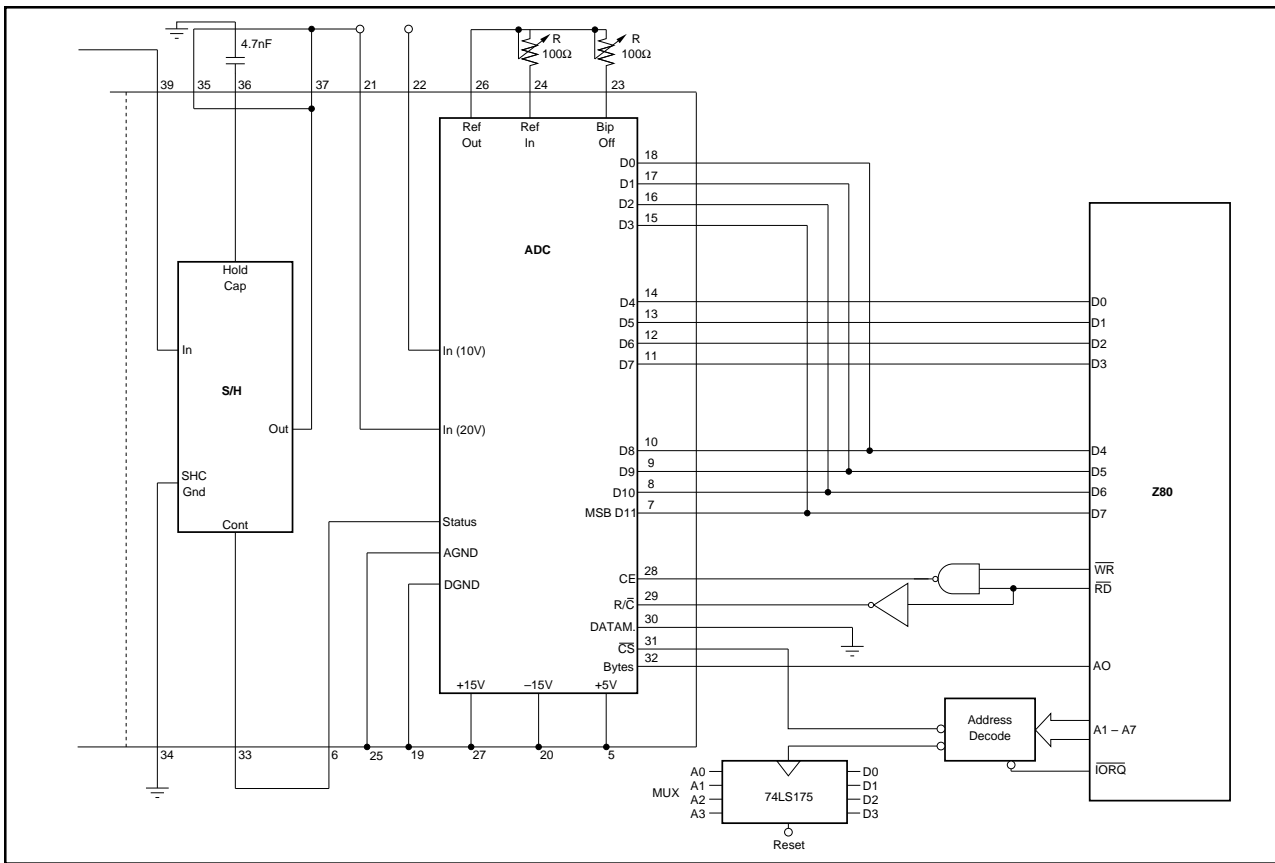 4.7nF
R
100Ω
R
100Ω
39
35
36
37
21
22
26
24
23
Ref
Out
Ref
In
Bip
Off
D0
18
D1
17
D2
16
D3
15
ADC
Hold
Cap
D4
14
D0
D5
13
D1
D6
12
D2
D7
11
D3
In
In (10V)
S/H
Out
In (20V)
D8
10
D4
D9
9
D5
D10
8
D6
MSB D11
7
D7
Z80
SHC
Gnd
Cont
Status
AGND
DGND
CE
28
WR
R/C
29
RD
DATAM.
30
CS
31
Bytes
32
AO
+15V
–15V
+5V
Address
Decode
A1 – A7
IORQ
34
33
6
25
19
27
20
5
MUX
A0
A1
A2
A3
74LS175
D0
D1
D2
D3
Reset